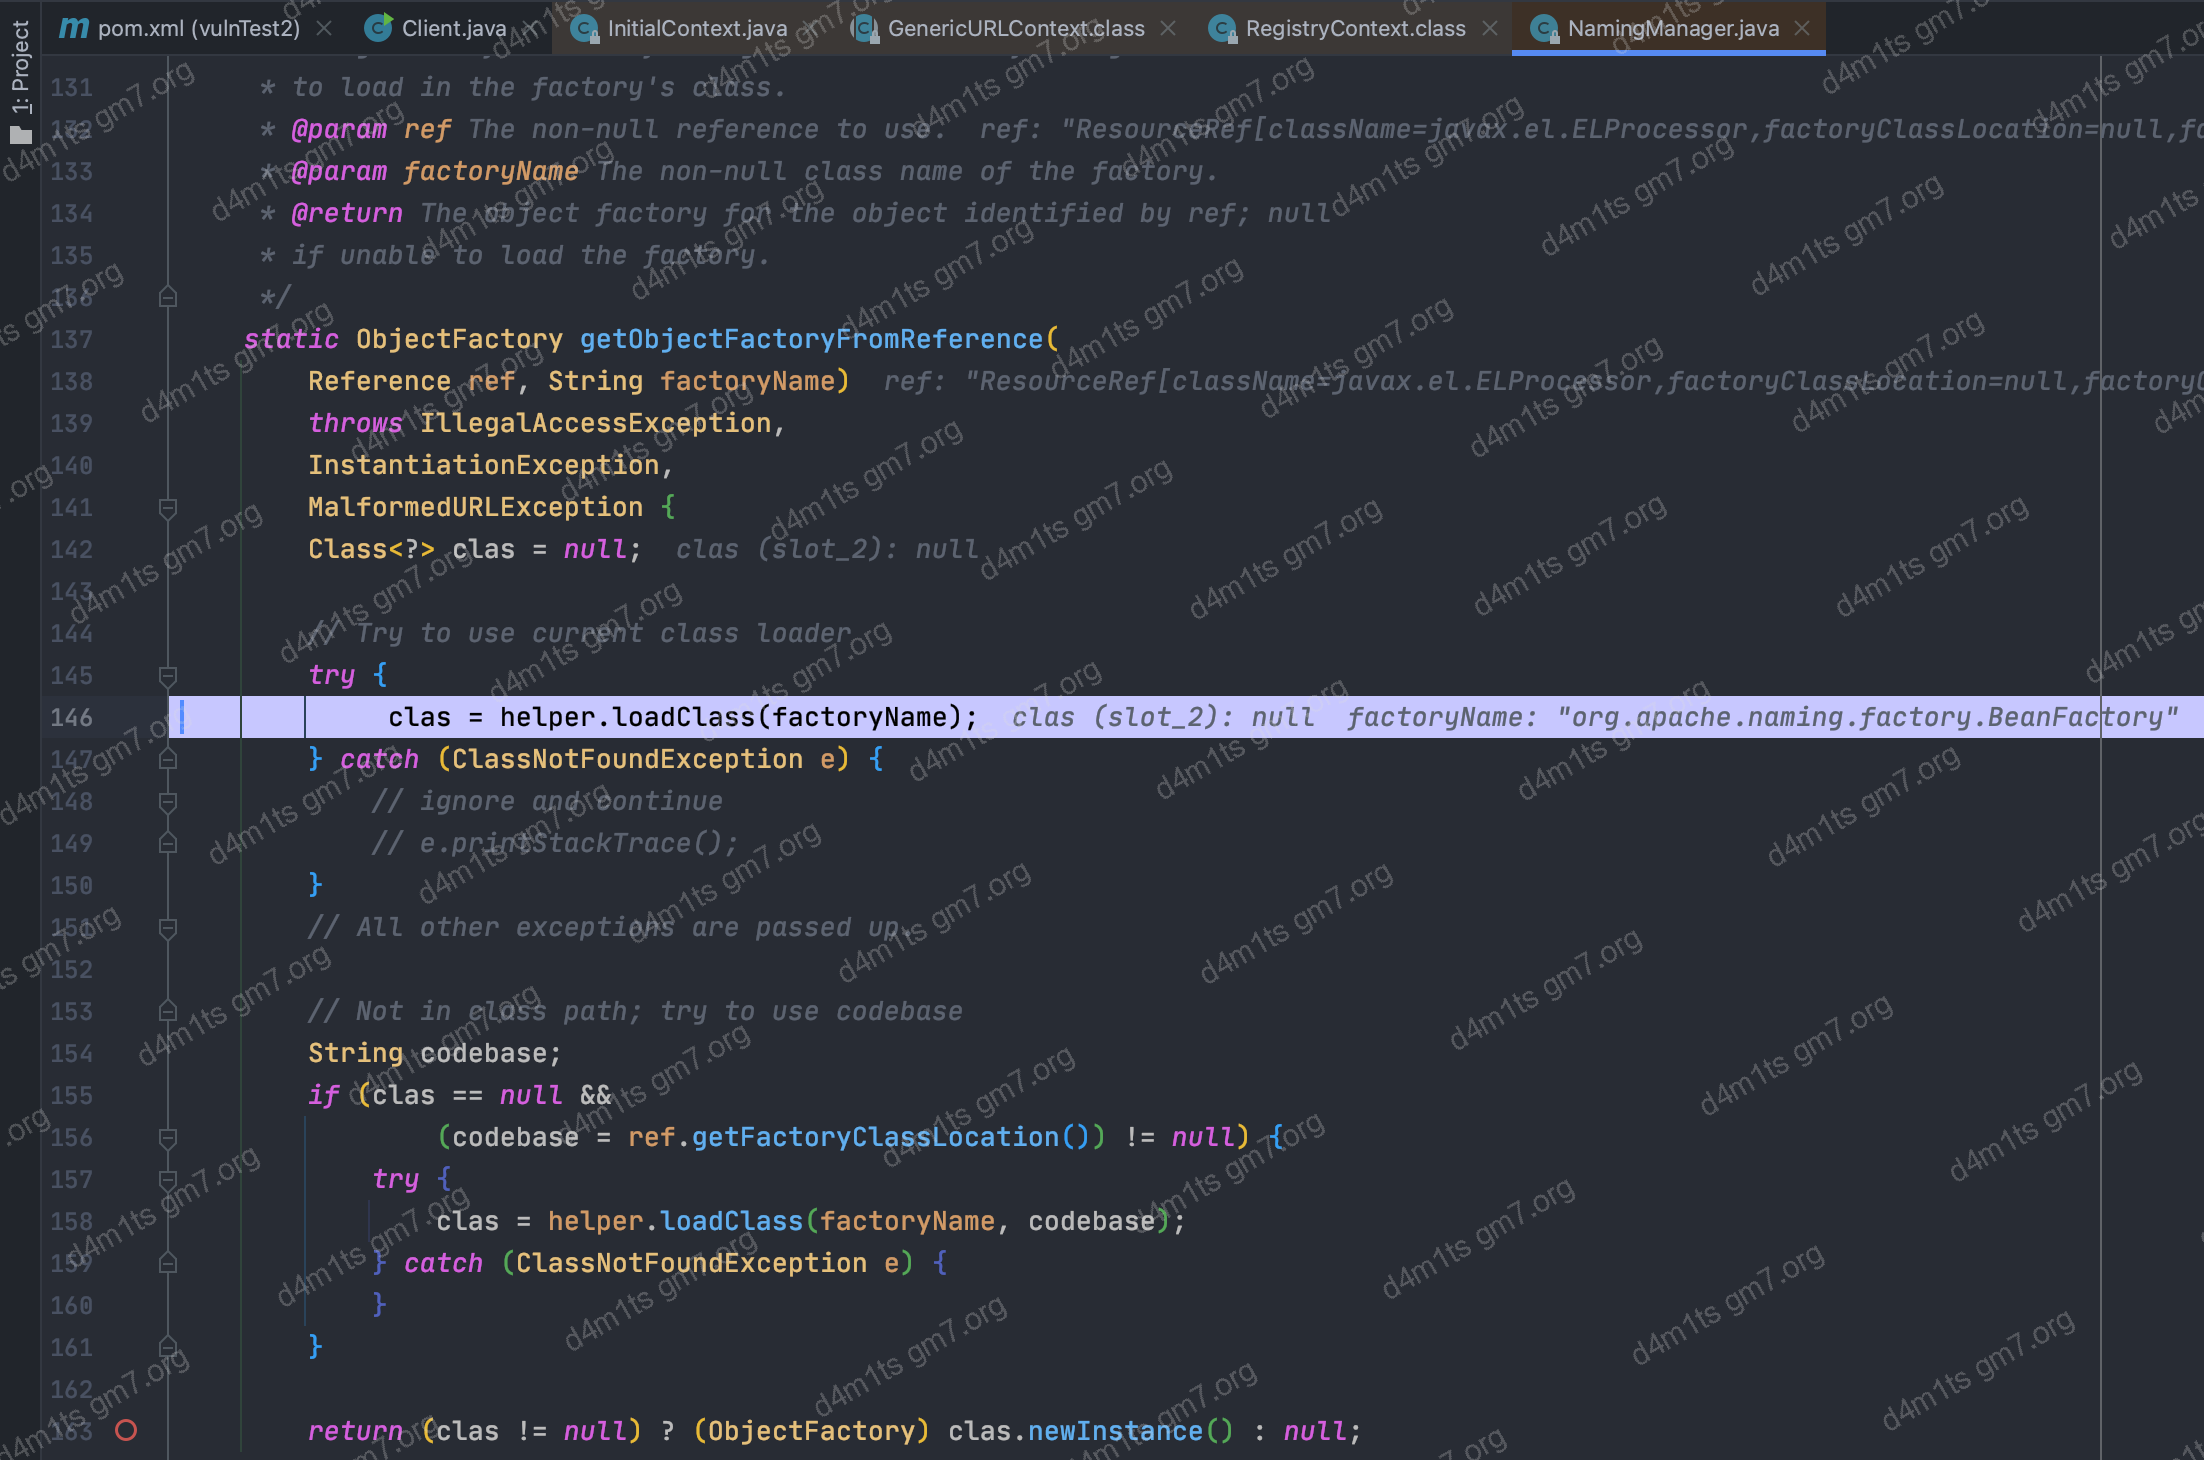 1: Project
m pom.xml (vulnTest2) Client.java InitialContext.java GenericURLContext.class RegistryContext.class NamingManager.java
131 * to load in the factory's class.
132 * @param ref The non-null reference to use. ref: "ResourceRef[className=javax.el.ELProcessor,factoryClassLocation=null,fa
133 * @param factoryName The non-null class name of the factory.
134 * @return The object factory for the object identified by ref; null
135 * if unable to load the factory.
136 */
137 static ObjectFactory getObjectFactoryFromReference(
138 Reference ref, String factoryName) ref: "ResourceRef[className=javax.el.ELProcessor,factoryClassLocation=null,factoryC
139 throws IllegalAccessException,
140 InstantiationException,
141 MalformedURLException {
142 Class<?> clas = null; clas (slot_2): null
143
144 // Try to use current class loader
145 try {
146 clas = helper.loadClass(factoryName); clas (slot_2): null factoryName: "org.apache.naming.factory.BeanFactory"
147 } catch (ClassNotFoundException e) {
148 // ignore and continue
149 // e.printStackTrace();
150 }
151 // All other exceptions are passed up.
152
153 // Not in class path; try to use codebase
154 String codebase;
155 if (clas == null &&
156 (codebase = ref.getFactoryClassLocation()) != null) {
157 try {
158 clas = helper.loadClass(factoryName, codebase);
159 } catch (ClassNotFoundException e) {
160 }
161 }
162
163 return (clas != null) ? (ObjectFactory) clas.newInstance() : null;
d4m1ts gm7.org